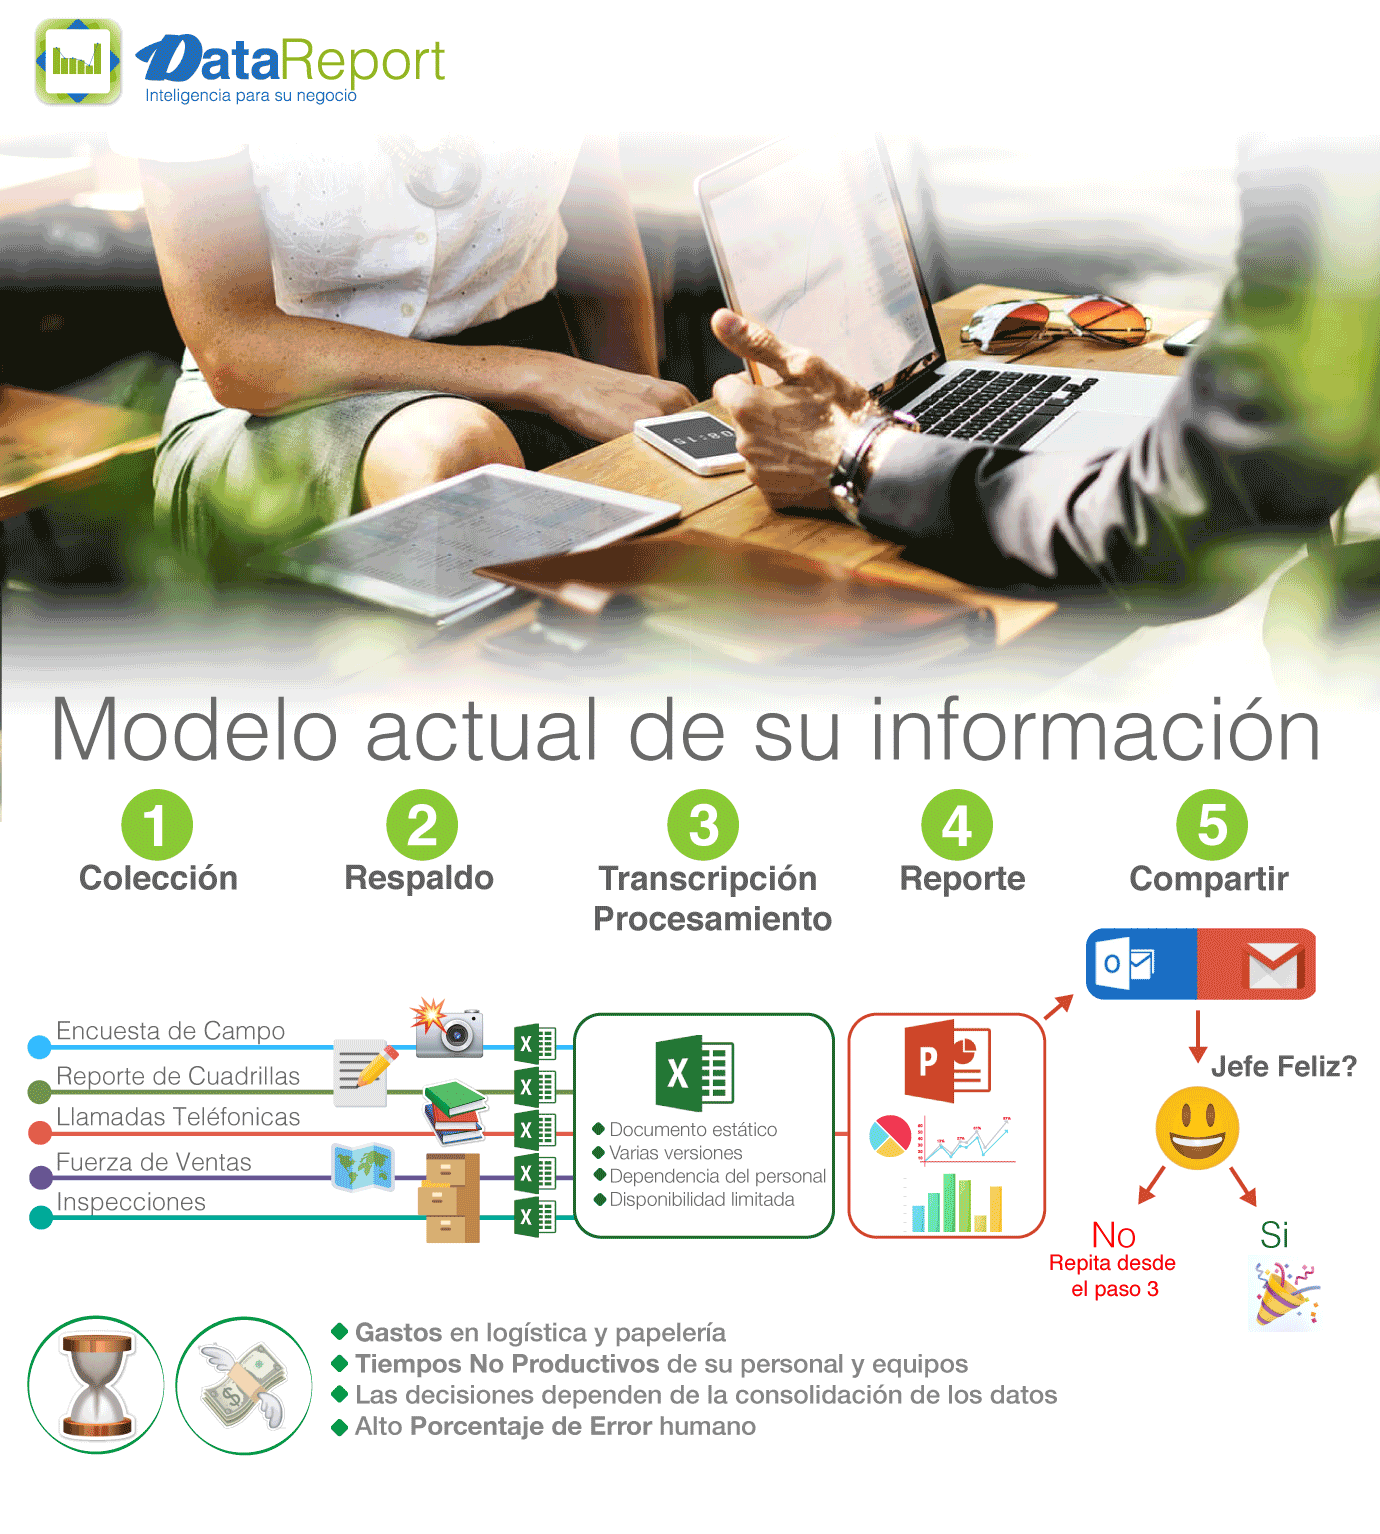 DataReport
Inteligencia para su negocio
08:15
Modelo actual de su información
1
Colección
2
Respaldo
3
Transcripción
Procesamiento
4
Reporte
5
Compartir
Encuesta de Campo
Reporte de Cuadrillas
Llamadas Teléfonicas
Fuerza de Ventas
Inspecciones
X
X
X
X
X
X
Documento estático
Varias versiones
Dependencia del personal
Disponibilidad limitada
P
O
Jefe Feliz?
No
Repita desde
el paso 3
Si
Gastos en logística y papelería
Tiempos No Productivos de su personal y equipos
Las decisiones dependen de la consolidación de los datos
Alto Porcentaje de Error humano